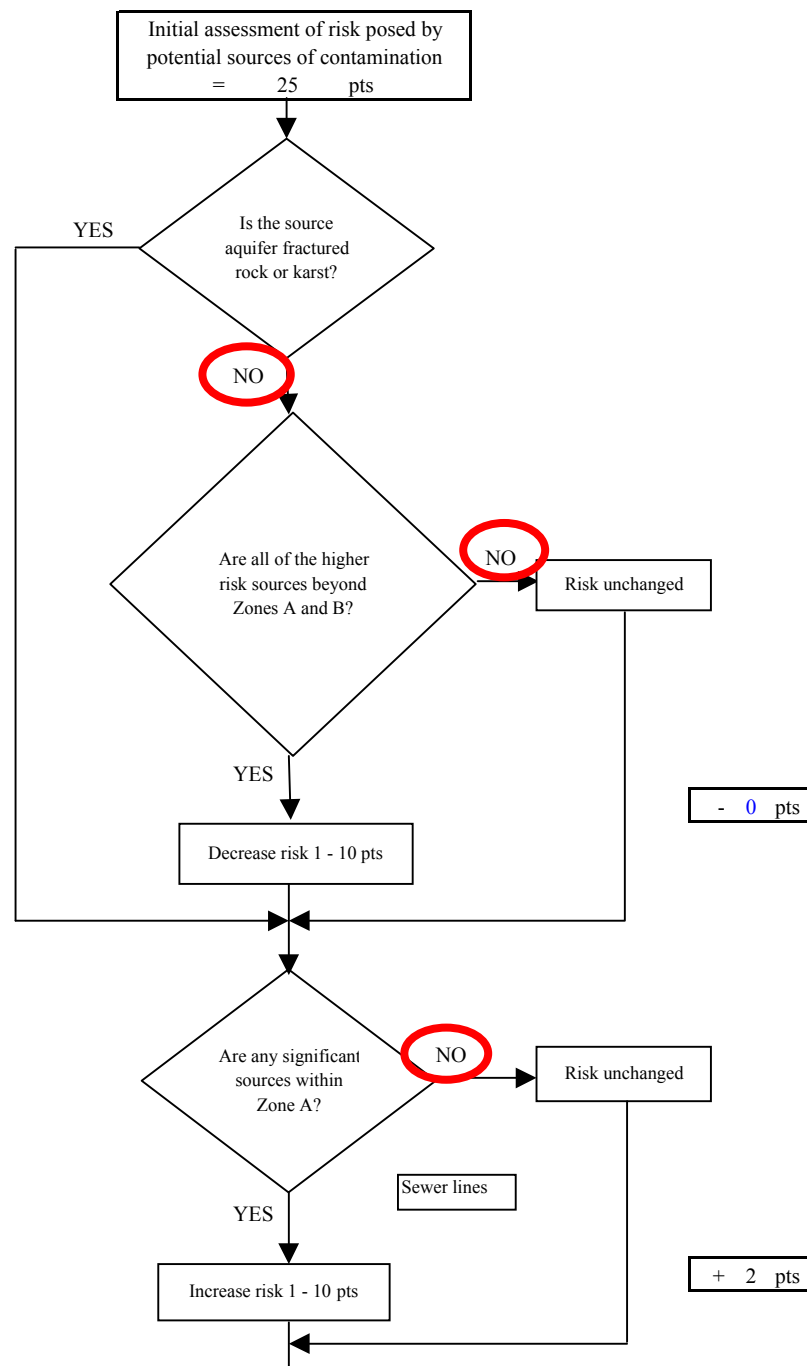 Initial assessment of risk posed by
potential sources of contamination
= 25 pts
Is the source
aquifer fractured
rock or karst?
YES
NO
Are all of the higher
risk sources beyond
Zones A and B?
NO
Risk unchanged
YES
- 0 pts
Decrease risk 1 - 10 pts
Are any significant
sources within
Zone A?
NO
Risk unchanged
Sewer lines
YES
+ 2 pts
Increase risk 1 - 10 pts